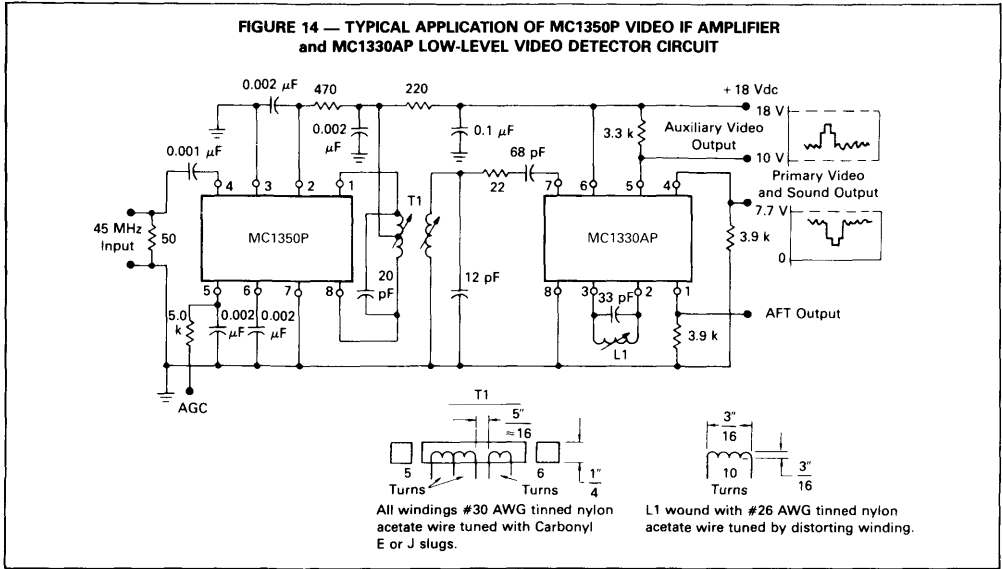 FIGURE 14 — TYPICAL APPLICATION OF MC1350P VIDEO IF AMPLIFIER
and MC1330AP LOW-LEVEL VIDEO DETECTOR CIRCUIT
0.002 μF
470
220
+ 18 Vdc
18 V
0.002
μF
0.1 μF
3.3 k
Auxiliary Video
Output
10 V
0.001 μF
68 pF
22
Primary Video
and Sound Output
4
3
2
1
7
6
5
4
7.7 V
T1
45 MHz
Input
50
MC1350P
MC1330AP
3.9 k
0
20
pF
12 pF
5
6
7
8
8
3
33 pF
2
1
5.0
k
0.002
μF
0.002
μF
L1
3.9 k
AFT Output
AGC
T1
5"
≈16
3"
16
5
6
1"
4
10
3"
16
Turns
Turns
Turns
All windings #30 AWG tinned nylon
acetate wire tuned with Carbonyl
E or J slugs.
L1 wound with #26 AWG tinned nylon
acetate wire tuned by distorting winding.